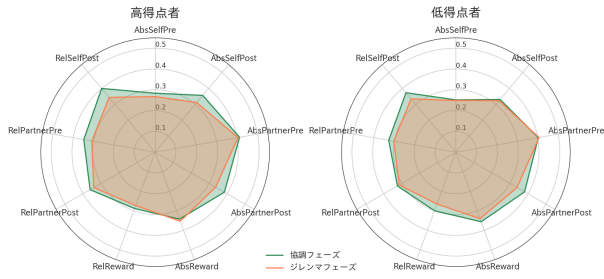 高得点者
AbsSelfPre
AbsSelfPost
AbsPartnerPre
AbsPartnerPost
AbsReward
RelReward
RelPartnerPost
RelPartnerPre
RelSelfPost
0.5
0.4
0.3
0.2
0.1
低得点者
AbsSelfPre
AbsSelfPost
AbsPartnerPre
AbsPartnerPost
AbsReward
RelReward
RelPartnerPost
RelPartnerPre
RelSelfPost
0.5
0.4
0.3
0.2
0.1
協調フェーズ
ジレンマフェーズ